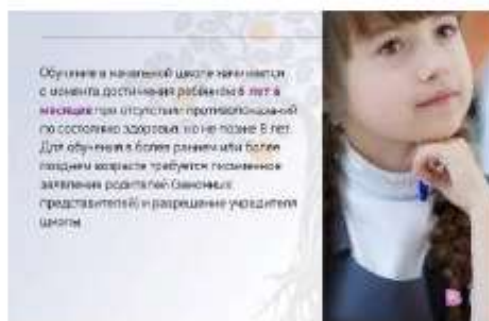 Обучение в начальной школе начинается
с момента достижения ребенком 6 лет 6
месяцев при отсутствии противопоказаний
по состоянию здоровья, но не позже 8 лет.
Для обучения в более раннем или более
позднем возрасте требуется письменное
заявление родителей (законных
представителей) и разрешение учредителя
школы
В